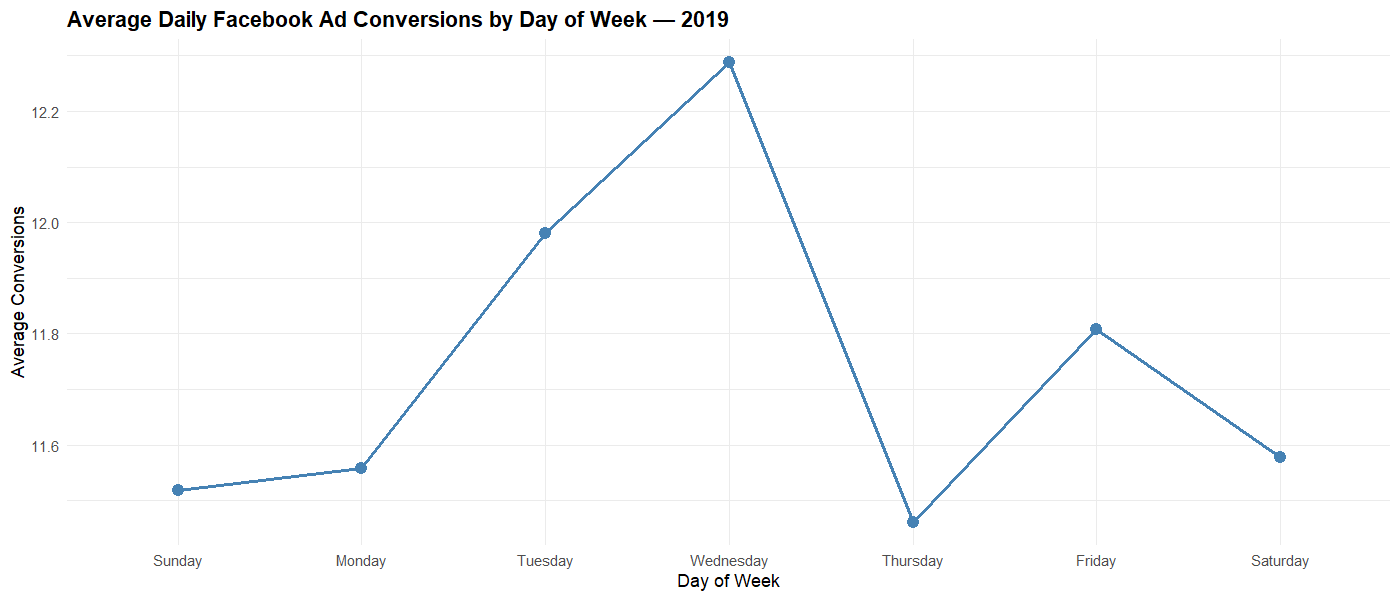 Average Daily Facebook Ad Conversions by Day of Week — 2019
Average Conversions
12.2
12.0
11.8
11.6
Sunday Monday Tuesday Wednesday Thursday Friday Saturday
Day of Week